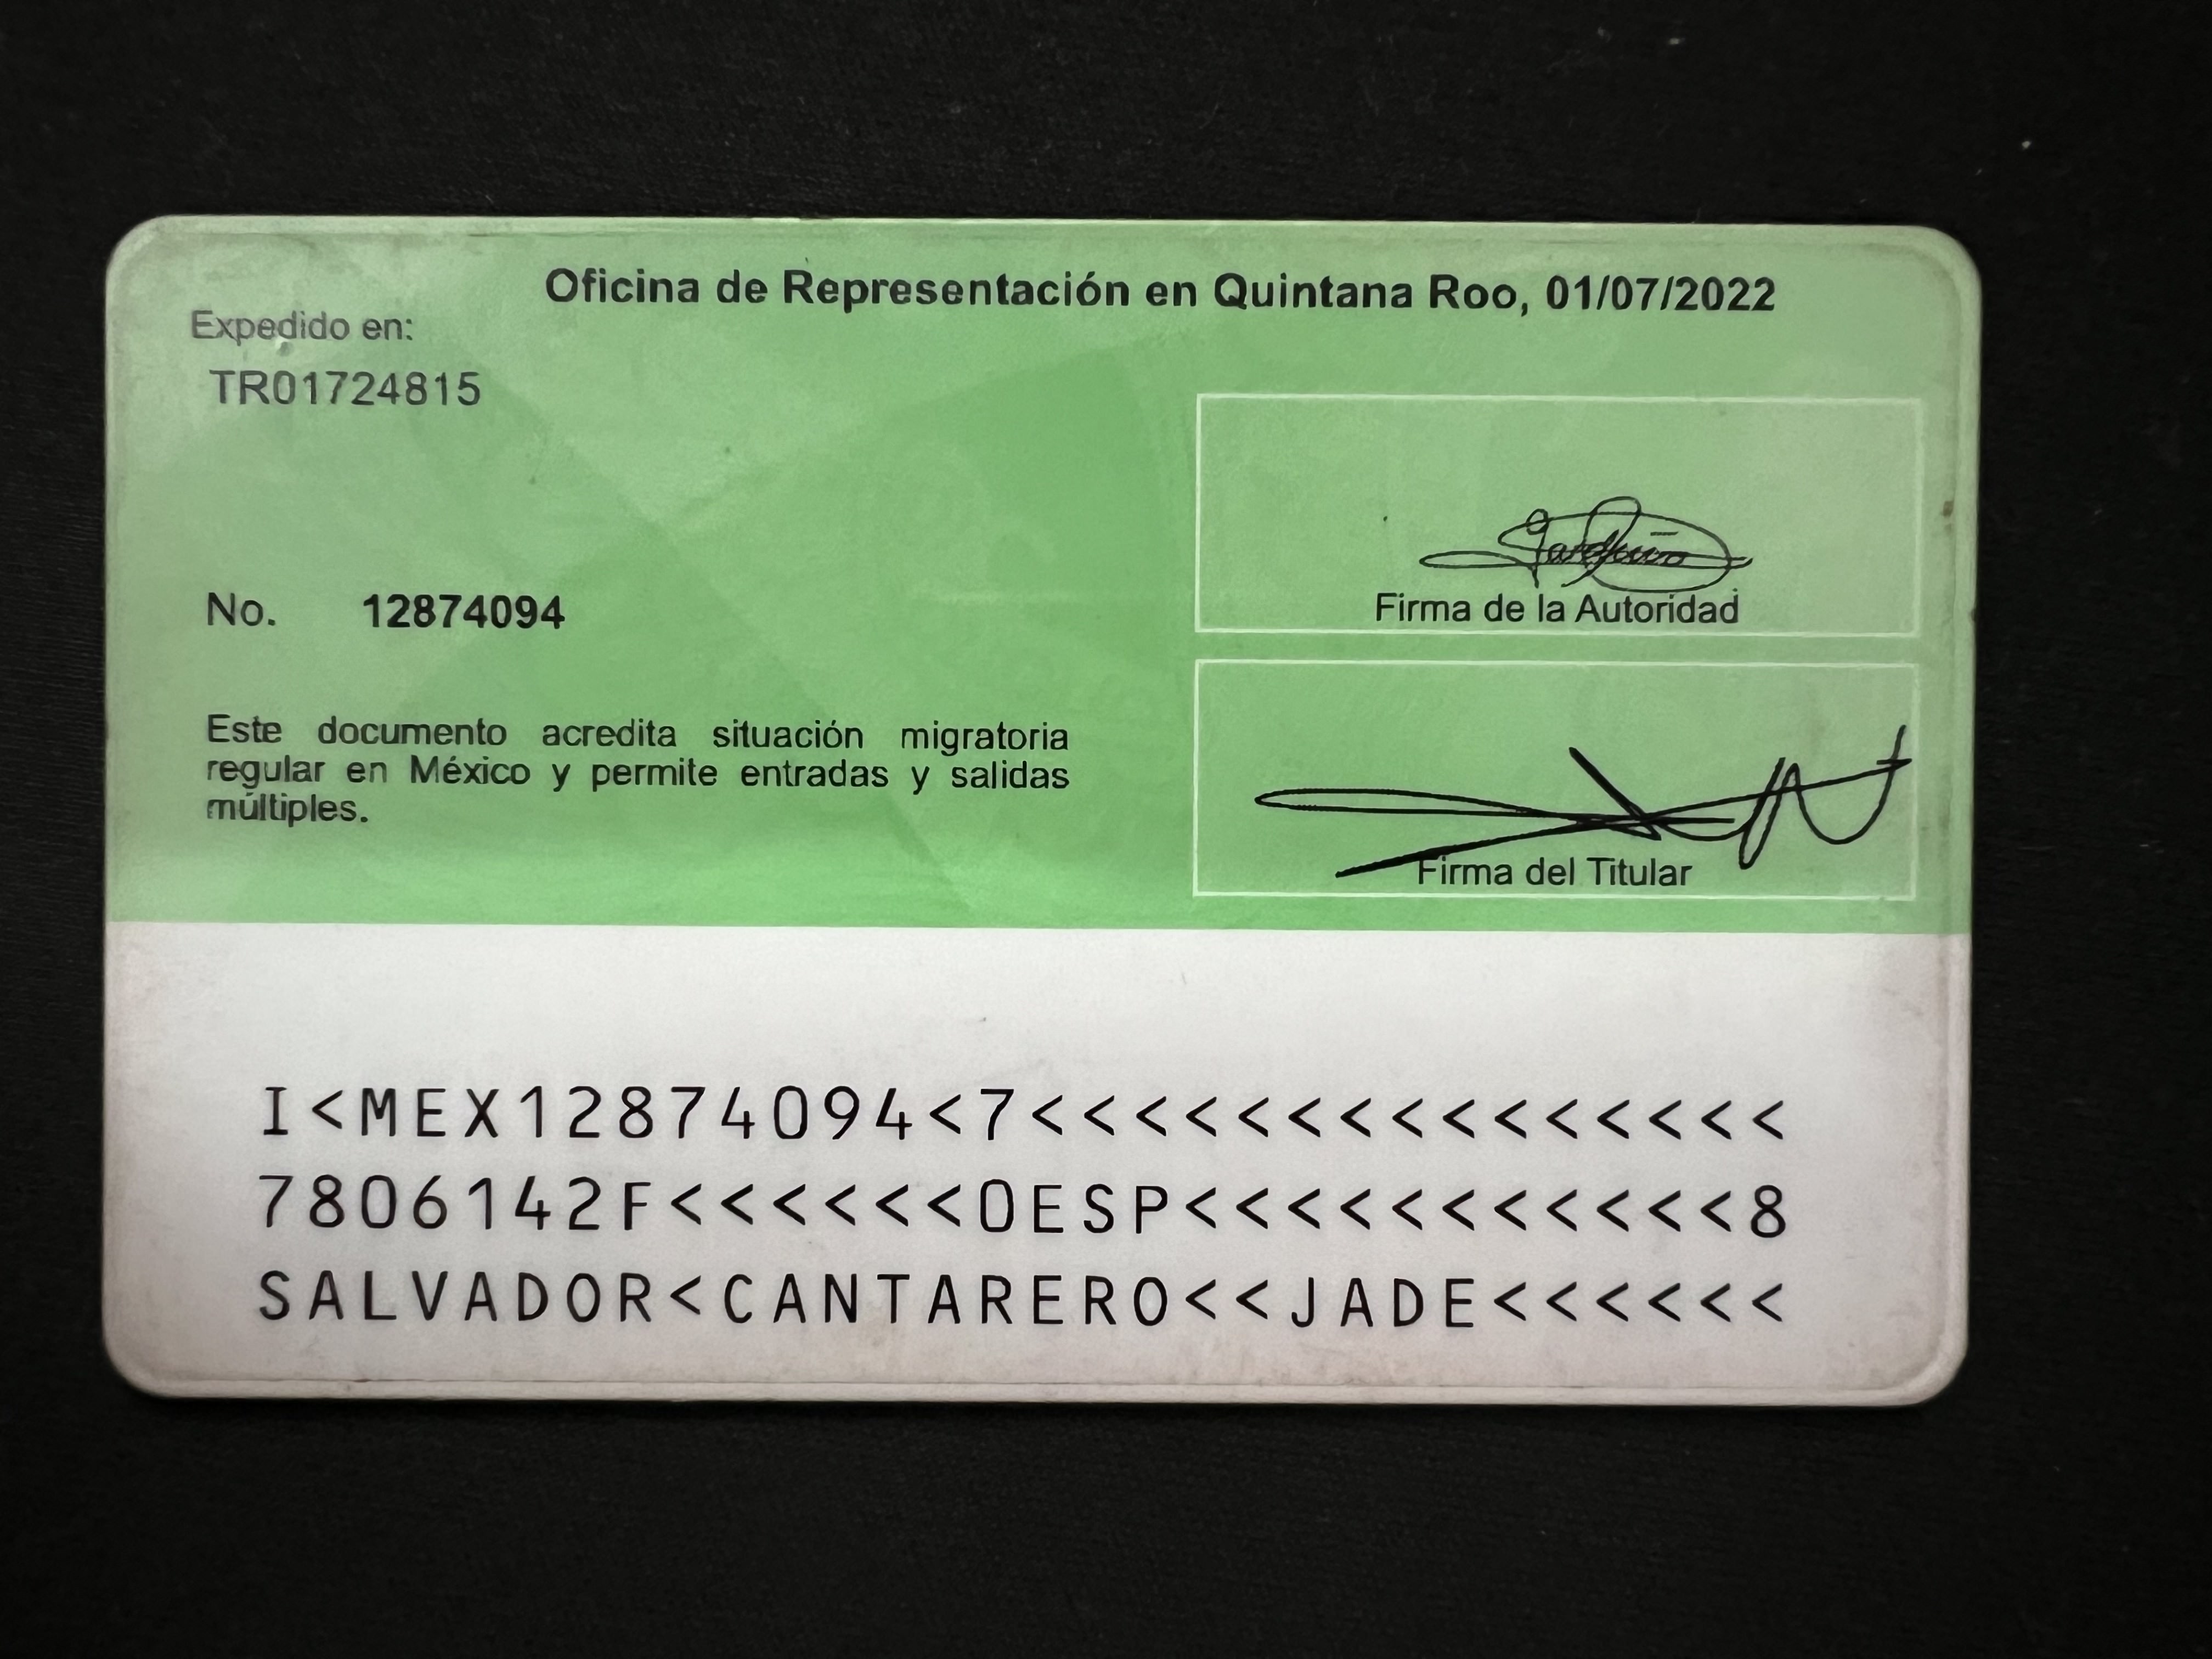 Oficina de Representación en Quintana Roo, 01/07/2022
Expedido en:
TR01724815
No. 12874094
Este documento acredita situación migratoria
regular en México y permite entradas y salidas
múltiples.
Firma de la Autoridad
Firma del Titular
I<MEX12874094<7<<<<<<<<<<<<<<<
7806142F<<<<<<0ESP<<<<<<<<<<<8
SALVADOR<CANTARERO<<JADE<<<<<<